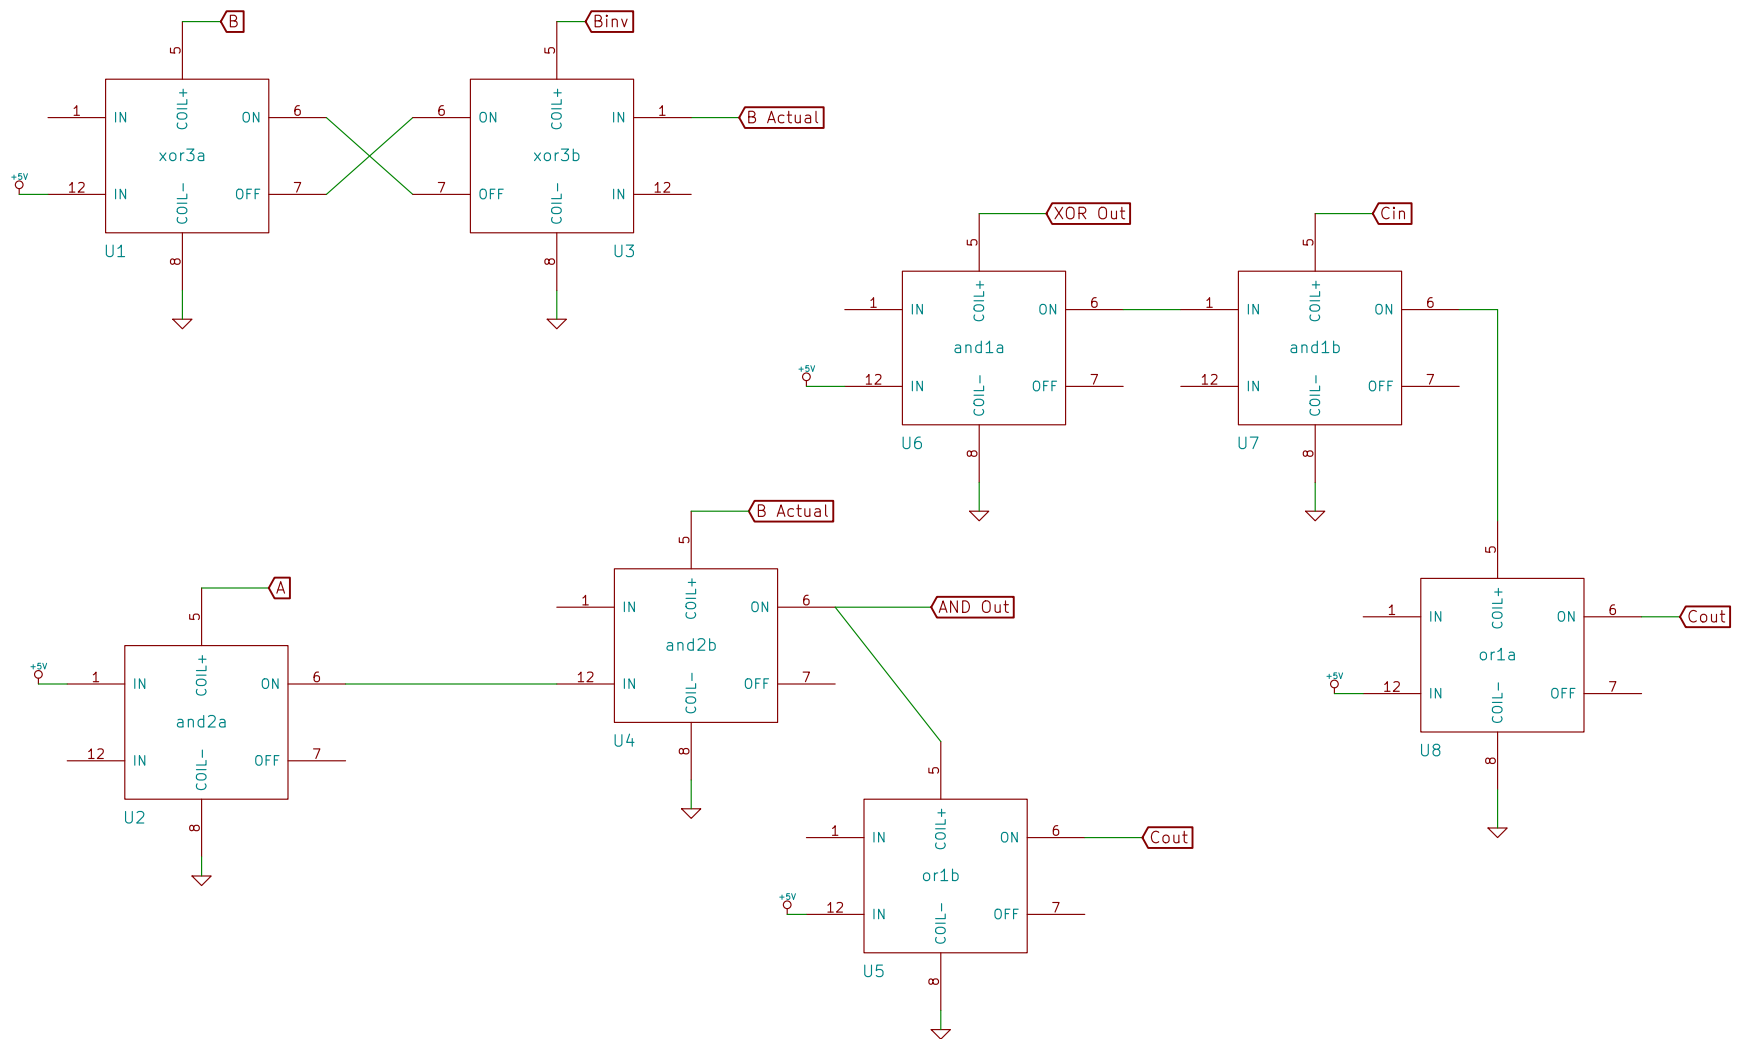 B
5
COIL+
1 IN
ON 6
xor3a
+5V
12 IN
OFF 7
COIL-
U1
8
Binv
5
COIL+
6 ON
IN 1
B Actual
xor3b
7 OFF
IN 12
COIL-
U3
8
XOR Out
5
COIL+
1 IN
ON 6
and1a
+5V
12 IN
OFF 7
COIL-
U6
8
Cin
5
COIL+
1 IN
ON 6
and1b
12 IN
OFF 7
COIL-
U7
8
B Actual
5
COIL+
1 IN
ON 6
AND Out
and2b
12 IN
OFF 7
COIL-
U4
8
A
5
COIL+
+5V
1 IN
ON 6
and2a
12 IN
OFF 7
COIL-
U2
8
5
COIL+
1 IN
ON 6
Cout
or1a
+5V
12 IN
OFF 7
COIL-
U8
8
5
COIL+
1 IN
ON 6
Cout
or1b
+5V
12 IN
OFF 7
COIL-
U5
8